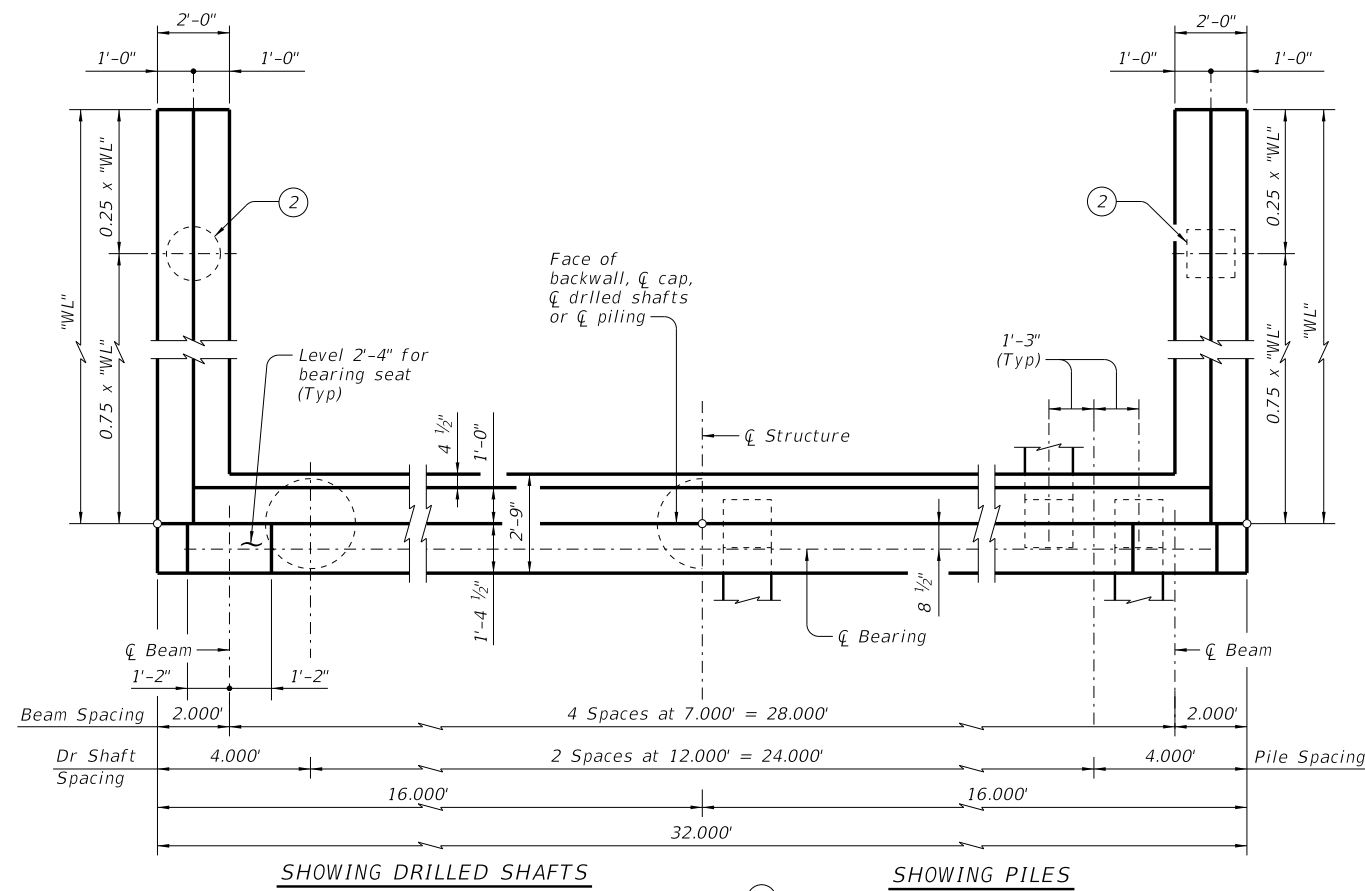 2'-0"
2'-0"
1'-0"
1'-0"
1'-0"
1'-0"
0.25 x "WL"
0.25 x "WL"
2
2
"WL"
"WL"
0.75 x "WL"
0.75 x "WL"
Face of
backwall, ℄ cap,
℄ drlled shafts
or ℄ piling
Level 2'-4" for
bearing seat
(Typ)
1'-3"
(Typ)
4 ½"
1'-0"
℄ Structure
2'-9"
1'-4 ½"
8 ½"
℄ Bearing
℄ Beam
℄ Beam
1'-2"
1'-2"
Beam Spacing
2.000'
4 Spaces at 7.000' = 28.000'
2.000'
Dr Shaft
Spacing
4.000'
2 Spaces at 12.000' = 24.000'
4.000'
Pile Spacing
16.000'
16.000'
32.000'
SHOWING DRILLED SHAFTS
SHOWING PILES